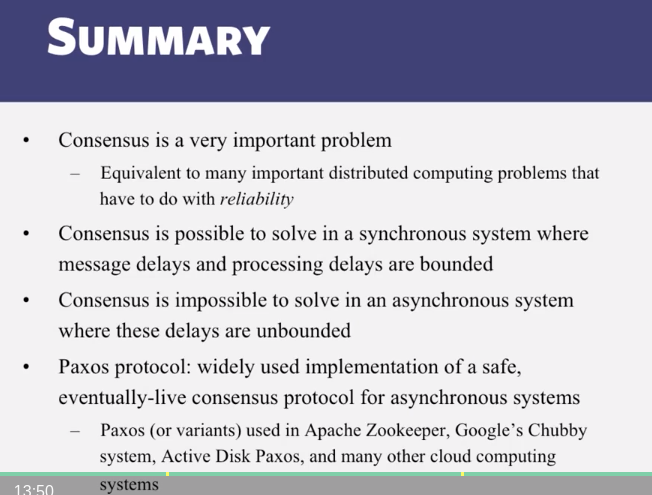 SUMMARY
• Consensus is a very important problem
– Equivalent to many important distributed computing problems that
have to do with reliability
• Consensus is possible to solve in a synchronous system where
message delays and processing delays are bounded
• Consensus is impossible to solve in an asynchronous system
where these delays are unbounded
• Paxos protocol: widely used implementation of a safe,
eventually-live consensus protocol for asynchronous systems
– Paxos (or variants) used in Apache Zookeeper, Google's Chubby
system, Active Disk Paxos, and many other cloud computing
systems
13:50